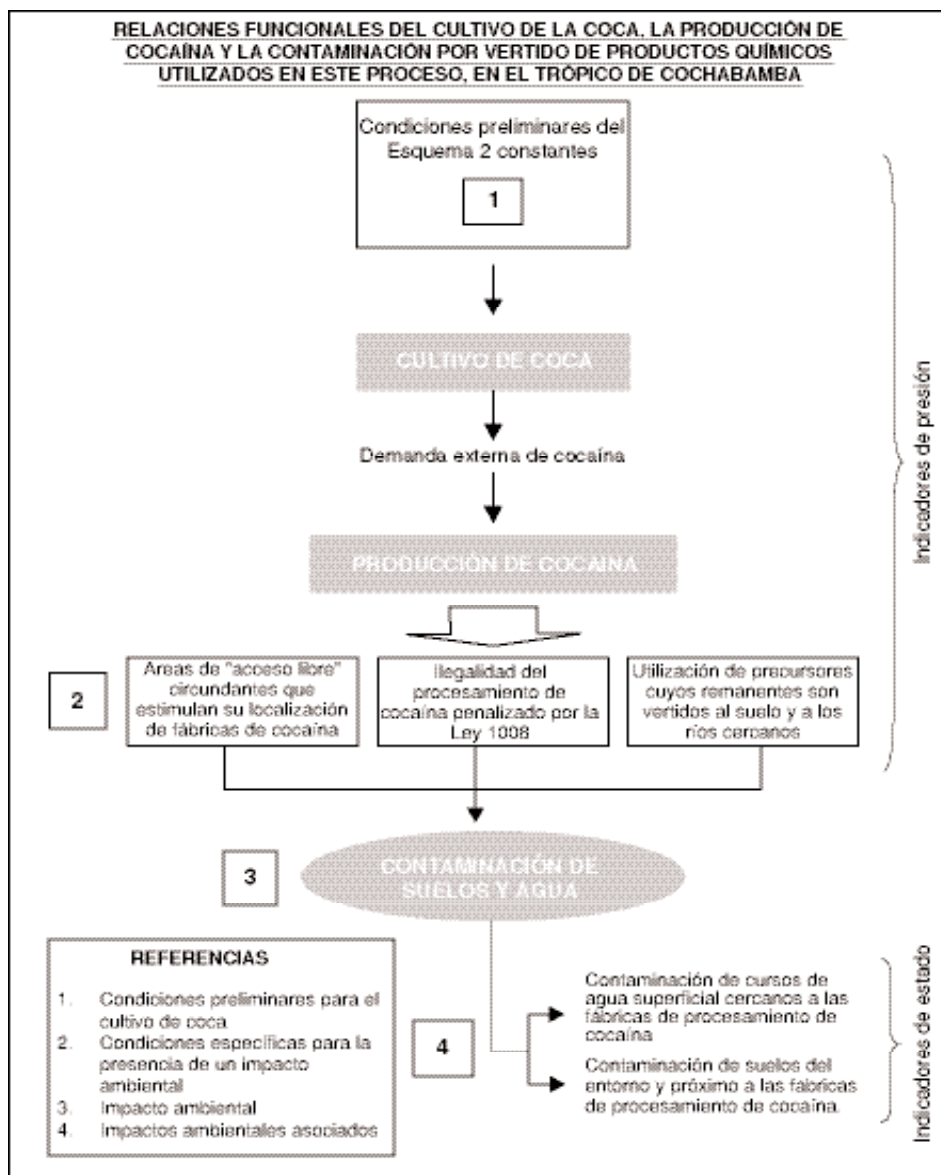 RELACIONES FUNCIONALES DEL CULTIVO DE LA COCA, LA PRODUCCIÓN DE
COCAÍNA Y LA CONTAMINACIÓN POR VERTIDO DE PRODUCTOS QUÍMICOS
UTILIZADOS EN ESTE PROCESO, EN EL TRÓPICO DE COCHABAMBA
Condiciones preliminares del
Esquema 2 constantes
1
CULTIVO DE COCA
Demanda externa de cocaína
PRODUCCIÓN DE COCAINA
2
Areas de "acceso libre"
circundantes que
estimulan su localización
de fábricas de cocaína
Ilegalidad del
procesamiento de
cocaína penalizado por la
Ley 1008
Utilización de precursores
cuyos remanentes son
vertidos al suelo y a los
ríos cercanos
Indicadores de presión
3
CONTAMINACIÓN DE
SUELOS Y AGUA
REFERENCIAS
1. Condiciones preliminares para el
cultivo de coca
2. Condiciones específicas para la
presencia de un impacto
ambiental
3. Impacto ambiental
4. Impactos ambientales asociados
4
Contaminación de cursos de
agua superficial cercanos a las
fábricas de procesamiento de
cocaína
Contaminación de suelos del
entorno y próximo a las fabricas
de procesamiento de cocaína.
Indicadores de estado